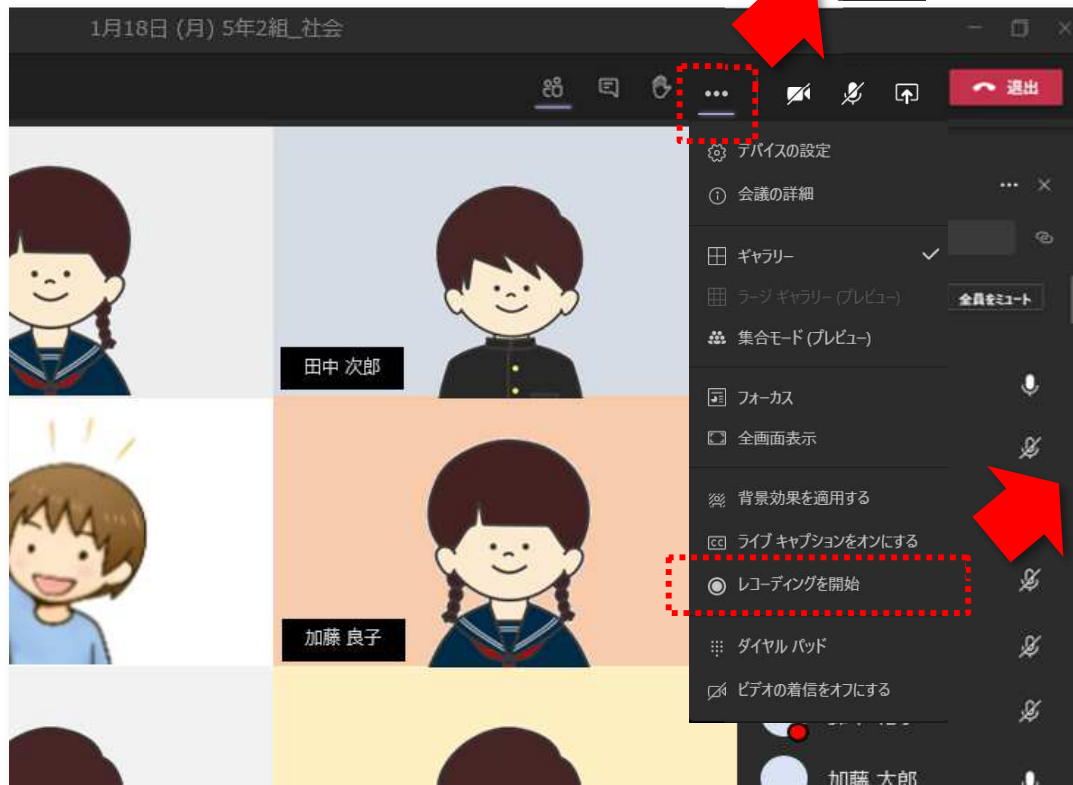 1月18日 (月) 5年2組_社会
退出
デバイスの設定
会議の詳細
ギャラリー
ラージ ギャラリー (プレビュー)
全員をミュート
集合モード (プレビュー)
田中 次郎
フォーカス
全画面表示
背景効果を適用する
CC ライブ キャプションをオンにする
レコーディングを開始
加藤 良子
ダイヤル パッド
ビデオの着信をオフにする
加藤 太郎